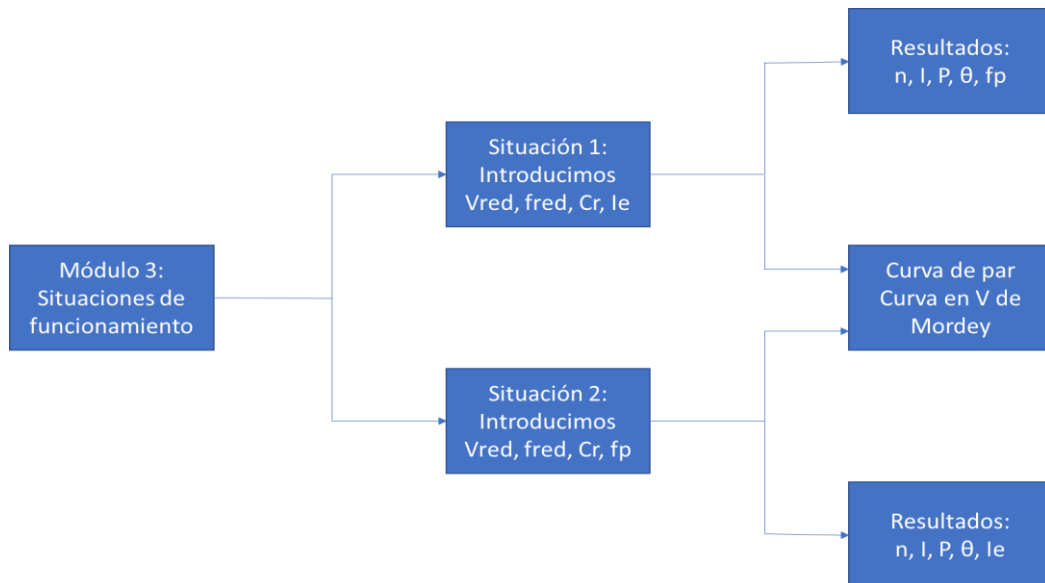 Módulo 3:
Situaciones de
funcionamiento
Situación 1:
Introducimos
Vred, fred, Cr, Ie
Situación 2:
Introducimos
Vred, fred, Cr, fp
Resultados:
n, I, P, θ, fp
Curva de par
Curva en V de
Mordey
Resultados:
n, I, P, θ, Ie